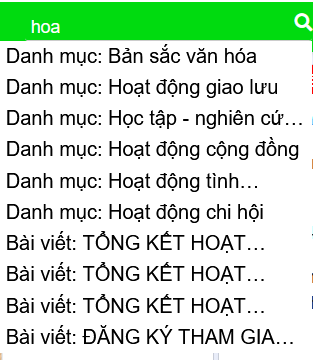 hoa
Danh mục: Bản sắc văn hóa
Danh mục: Hoạt động giao lưu
Danh mục: Học tập - nghiên cứ...
Danh mục: Hoạt động cộng đồng
Danh mục: Hoạt động tình...
Danh mục: Hoạt động chi hội
Bài viết: TỔNG KẾT HOẠT...
Bài viết: TỔNG KẾT HOẠT...
Bài viết: TỔNG KẾT HOẠT...
Bài viết: ĐĂNG KÝ THAM GIA...